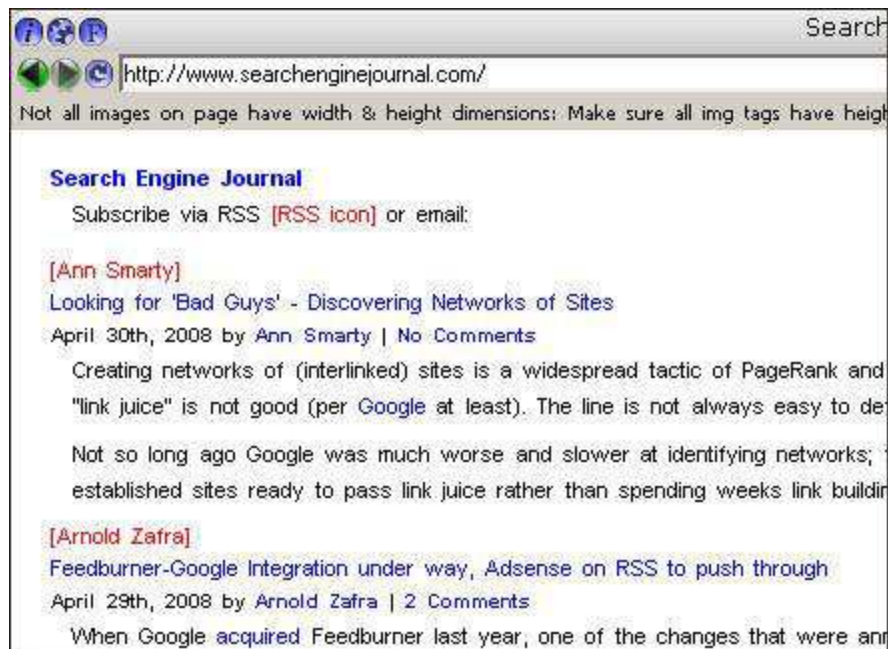 Search
http://www.searchenginejournal.com/
Not all images on page have width & height dimensions: Make sure all img tags have heigh
Search Engine Journal
Subscribe via RSS [RSS icon] or email:
[Ann Smarty]
Looking for 'Bad Guys' - Discovering Networks of Sites
April 30th, 2008 by Ann Smarty | No Comments
Creating networks of (interlinked) sites is a widespread tactic of PageRank and
"link juice" is not good (per Google at least). The line is not always easy to de
Not so long ago Google was much worse and slower at identifying networks;
established sites ready to pass link juice rather than spending weeks link buildin
[Arnold Zafra]
Feedburner-Google Integration under way, Adsense on RSS to push through
April 29th, 2008 by Arnold Zafra | 2 Comments
When Google acquired Feedburner last year, one of the changes that were ann